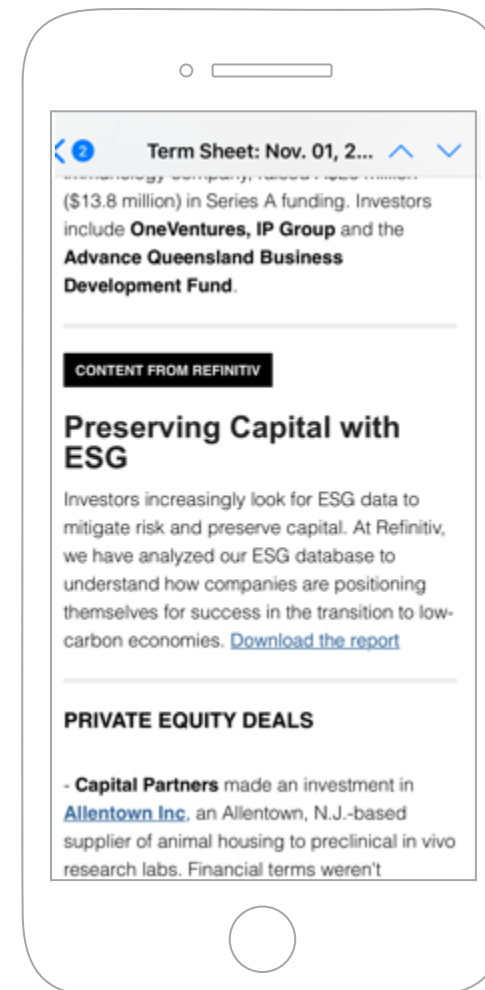 2
Term Sheet: Nov. 01, 2...
($13.8 million) in Series A funding. Investors
include OneVentures, IP Group and the
Advance Queensland Business
Development Fund.
CONTENT FROM REFINITIV
Preserving Capital with
ESG
Investors increasingly look for ESG data to
mitigate risk and preserve capital. At Refinitiv,
we have analyzed our ESG database to
understand how companies are positioning
themselves for success in the transition to low-
carbon economies. Download the report
PRIVATE EQUITY DEALS
- Capital Partners made an investment in
Allentown Inc, an Allentown, N.J.-based
supplier of animal housing to preclinical in vivo
research labs. Financial terms weren't